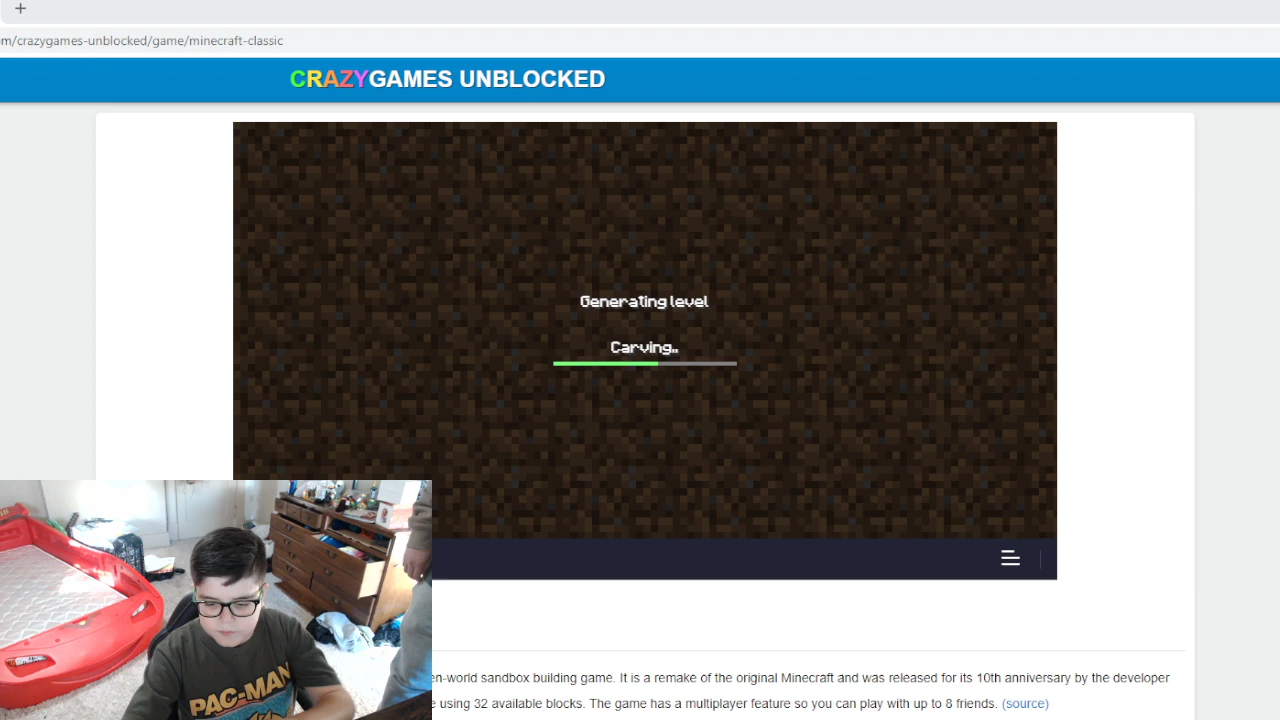 m/crazygames-unblocked/game/minecraft-classic
CRAZYGAMES UNBLOCKED
Generating level
Carving..
PAC-MAN
en-world sandbox building game. It is a remake of the original Minecraft and was released for its 10th anniversary by the developer
e using 32 available blocks. The game has a multiplayer feature so you can play with up to 8 friends. (source)